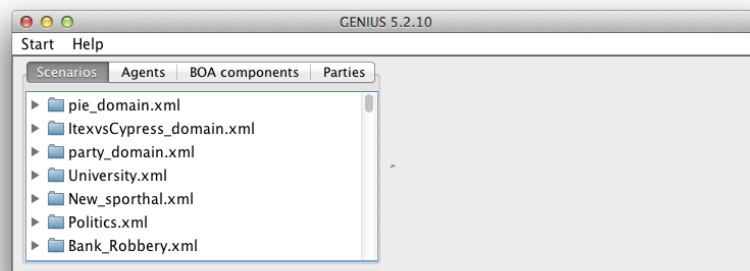 GENIUS 5.2.10
Start Help
Scenarios Agents BOA components Parties
pie_domain.xml
ItexvsCypress_domain.xml
party_domain.xml
University.xml
New_sporthal.xml
Politics.xml
Bank_Robbery.xml